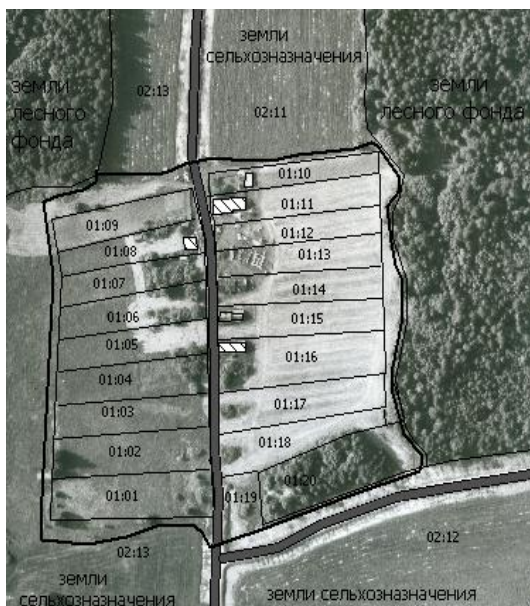 земли
сельхозназначения
02:13
02:11
земли
лесного
фонда
земли
лесного фонда
01:10
01:11
01:12
01:13
01:14
01:15
01:16
01:17
01:18
01:19
01:20
01:09
01:08
01:07
01:06
01:05
01:04
01:03
01:02
01:01
02:13
земли
сельхозназначения
02:12
земли сельхозназначения